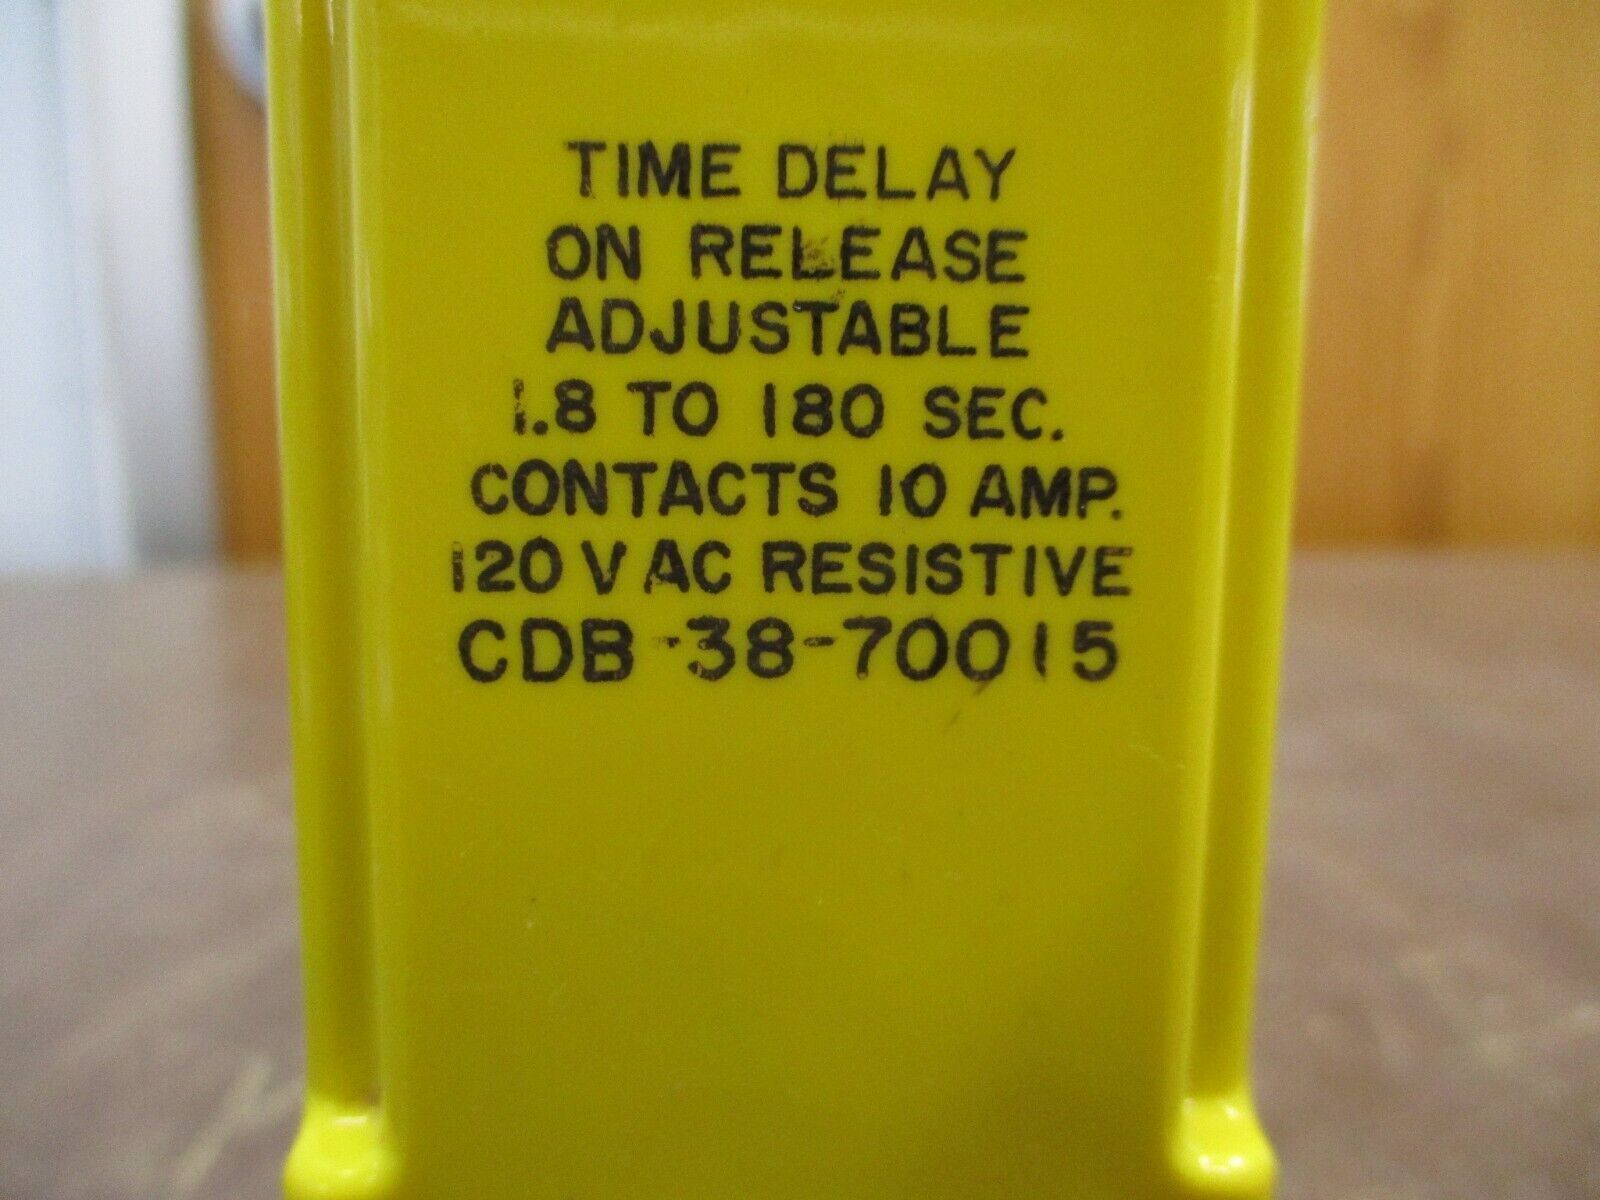 TIME DELAY
ON RELEASE
ADJUSTABLE
1.8 TO 180 SEC.
CONTACTS 10 AMP.
120 V AC RESISTIVE
CDB-38-70015